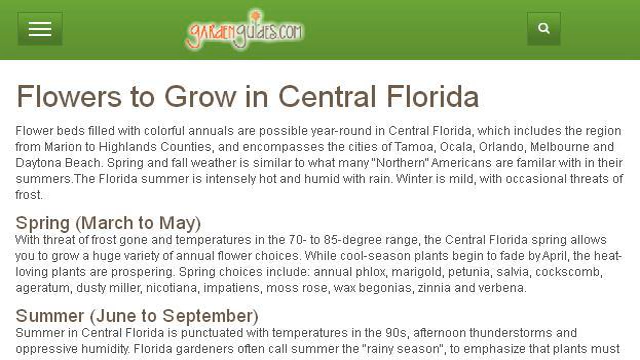 gardenguides.com
Flowers to Grow in Central Florida
Flower beds filled with colorful annuals are possible year-round in Central Florida, which includes the region
from Marion to Highlands Counties, and encompasses the cities of Tamoa, Ocala, Orlando, Melbourne and
Daytona Beach. Spring and fall weather is similar to what many "Northern" Americans are familar with in their
summers.The Florida summer is intensely hot and humid with rain. Winter is mild, with occasional threats of
frost.
Spring (March to May)
With threat of frost gone and temperatures in the 70- to 85-degree range, the Central Florida spring allows
you to grow a huge variety of annual flower choices. While cool-season plants begin to fade by April, the heat-
loving plants are prospering. Spring choices include: annual phlox, marigold, petunia, salvia, cockscomb,
ageratum, dusty miller, nicotiana, impatiens, moss rose, wax begonias, zinnia and verbena.
Summer (June to September)
Summer in Central Florida is punctuated with temperatures in the 90s, afternoon thunderstorms and
oppressive humidity. Florida gardeners often call summer the "rainy season", to emphasize that plants must